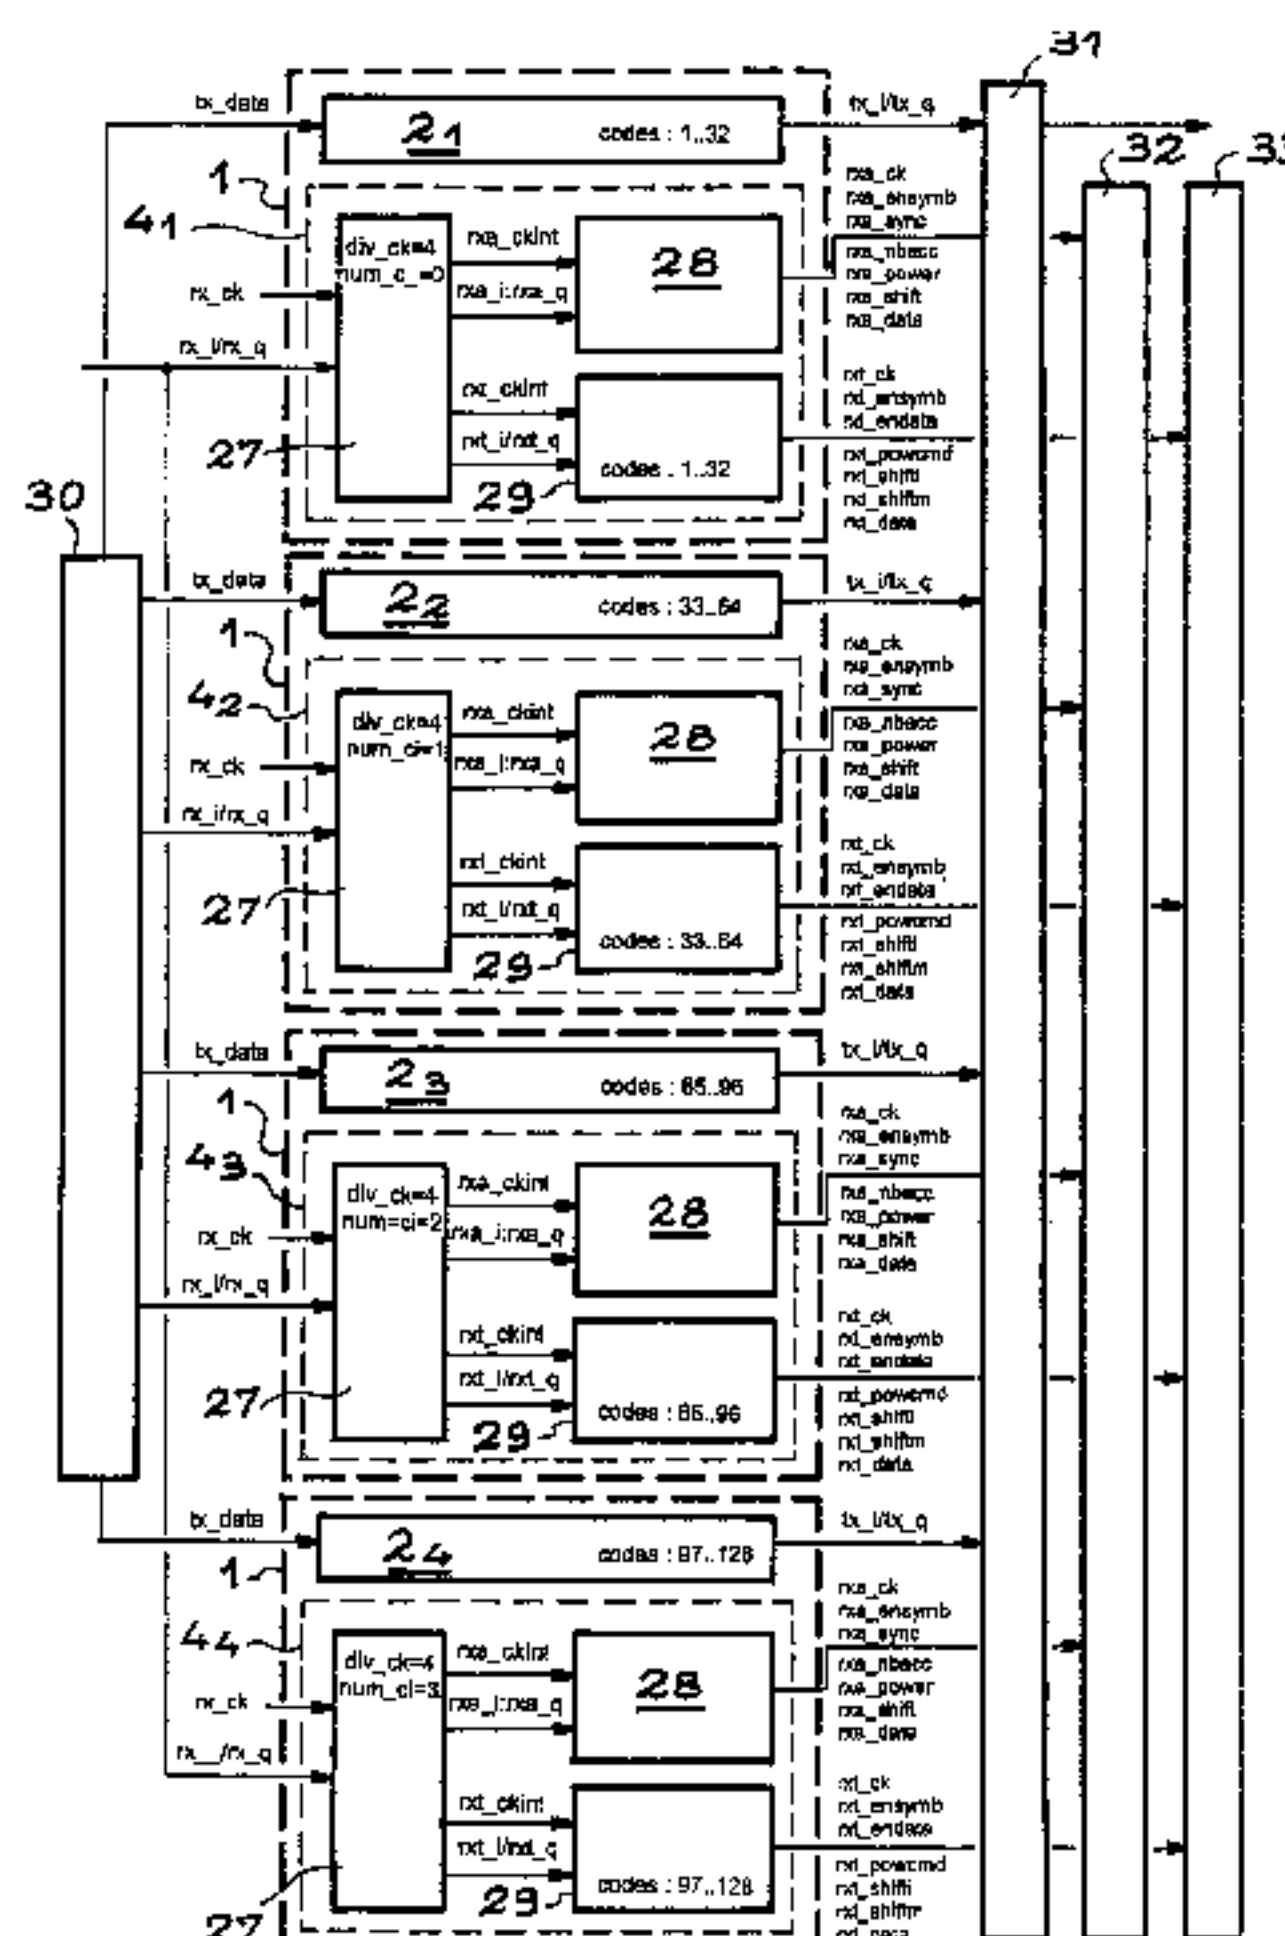 31
tx_data
2₁
codes : 1..32
tx_i/tx_q
32
33
1
4₁
div_ck=4
num_c_=0
rxa_ckint
rxa_i:rxa_q
28
rxa_ck
rxa_ensymb
rxa_sync
rxa_nbacc
rxa_power
rxa_shift
rxa_data
rx_ck
rx_i/rx_q
rxt_ckint
rxt_i/rxt_q
27
29
codes : 1..32
rxt_ck
rxt_ensymb
rxt_endata
rxt_powcmd
rxt_shifti
rxt_shiftm
rxt_data
30
tx_data
2₂
codes : 33..64
tx_i/tx_q
1
4₂
div_ck=4
num_ci=1
rxa_ckint
rxa_i:rxa_q
28
rxa_ck
rxa_ensymb
rxa_sync
rxa_nbacc
rxa_power
rxa_shift
rxa_data
rx_ck
rx_i/rx_q
rxt_ckint
rxt_i/rxt_q
27
29
codes : 33..64
rxt_ck
rxt_ensymb
rxt_endata
rxt_powcmd
rxt_shifti
rxt_shiftm
rxt_data
tx_data
2₃
codes : 65..96
tx_i/tx_q
1
4₃
div_ck=4
num=ci=2
rxa_ckint
rxa_i:rxa_q
28
rxa_ck
rxa_ensymb
rxa_sync
rxa_nbacc
rxa_power
rxa_shift
rxa_data
rx_ck
rx_i/rx_q
rxt_ckint
rxt_i/rxt_q
27
29
codes : 65..96
rxt_ck
rxt_ensymb
rxt_endata
rxt_powcmd
rxt_shifti
rxt_shiftm
rxt_data
tx_data
2₄
codes : 97..128
tx_i/tx_q
1
4₄
div_ck=4
num_ci=3
rxa_ckint
rxa_i:rxa_q
28
rxa_ck
rxa_ensymb
rxa_sync
rxa_nbacc
rxa_power
rxa_shift
rxa_data
rx_ck
rx__/rx_q
rxt_ckint
rxt_i/rxt_q
27
29
codes : 97..128
rxt_ck
rxt_ensymb
rxt_endata
rxt_powcmd
rxt_shifti
rxt_shiftm